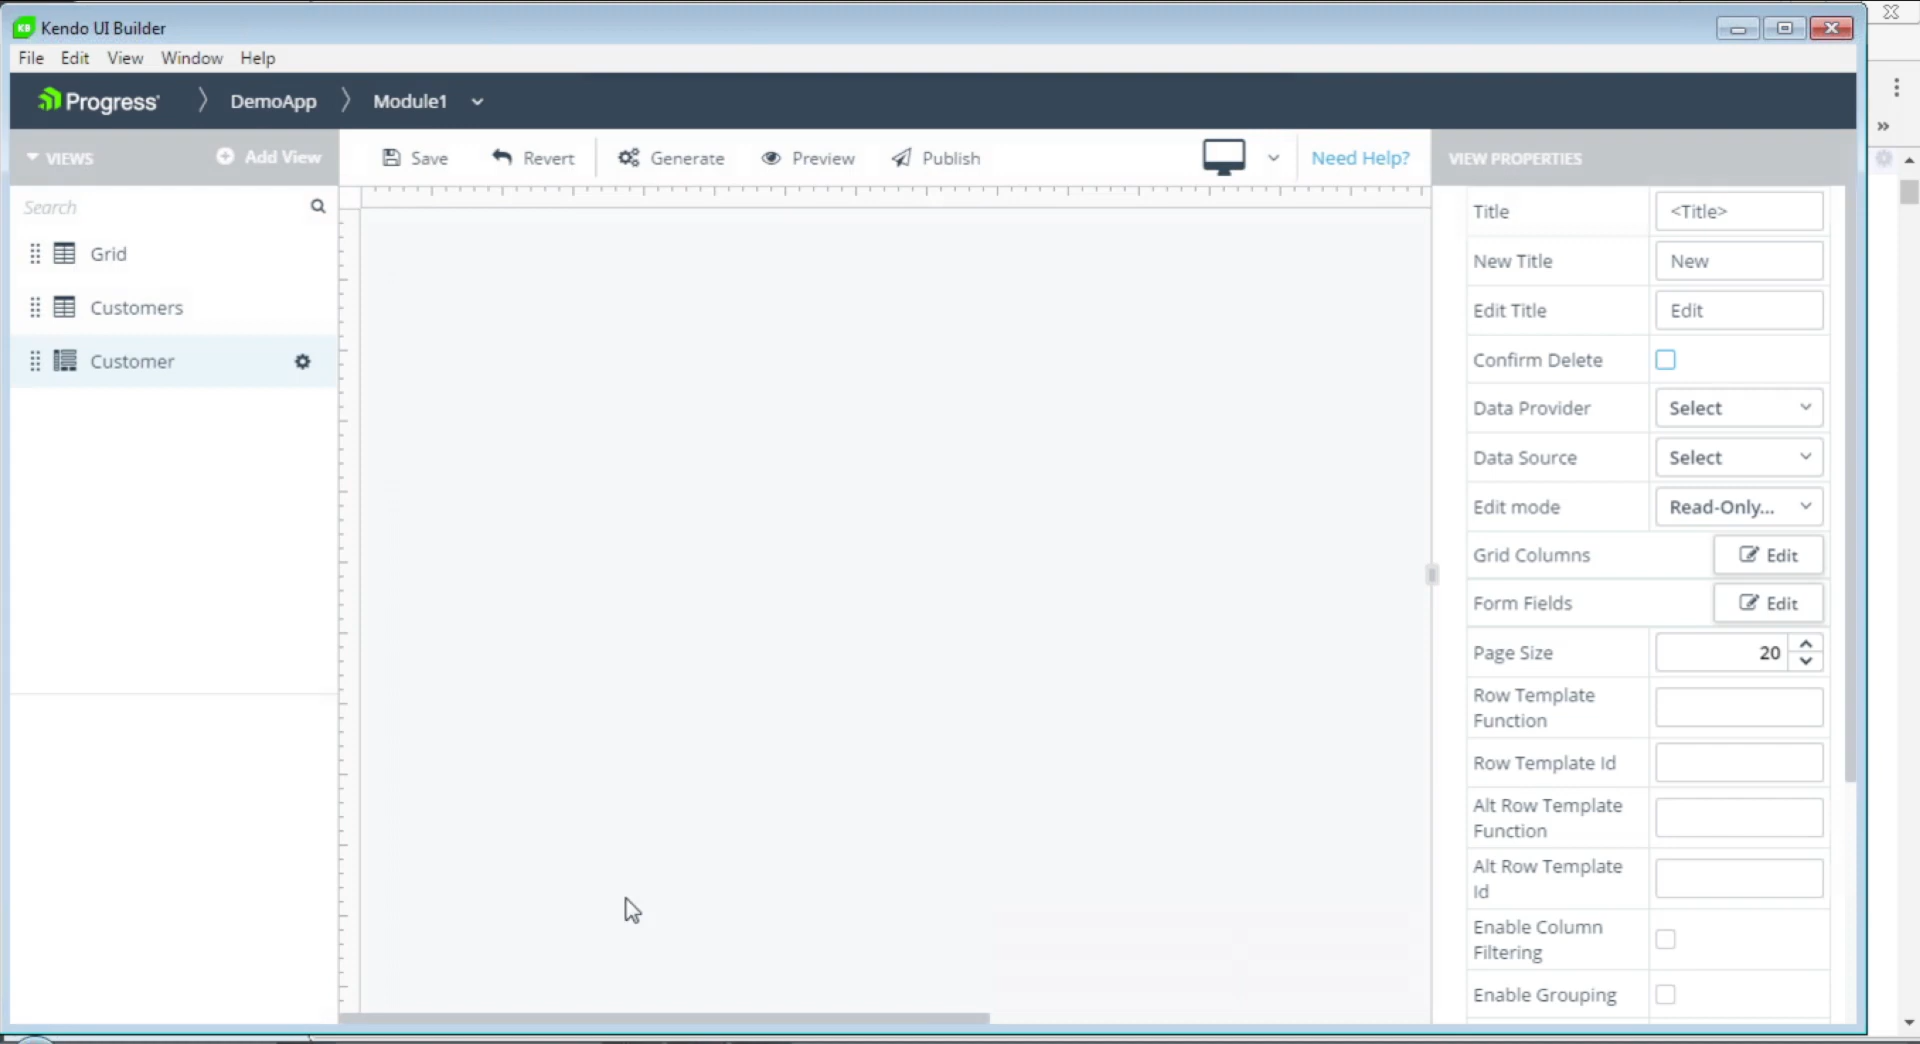 Kendo UI Builder
File Edit View Window Help
Progress DemoApp Module1
VIEWS Add View
Save Revert Generate Preview Publish Need Help?
VIEW PROPERTIES
Search
Grid
Customers
Customer
Title <Title>
New Title New
Edit Title Edit
Confirm Delete
Data Provider Select
Data Source Select
Edit mode Read-Only...
Grid Columns Edit
Form Fields Edit
Page Size 20
Row Template
Function
Row Template Id
Alt Row Template
Function
Alt Row Template
Id
Enable Column
Filtering
Enable Grouping